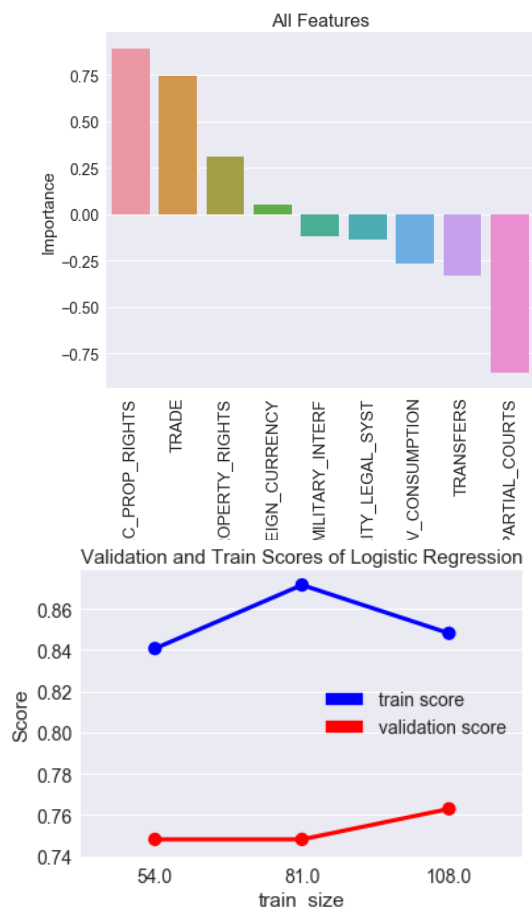 All Features
Importance
0.75
0.50
0.25
0.00
−0.25
−0.50
−0.75
C_PROP_RIGHTS
TRADE
ROPERTY_RIGHTS
EIGN_CURRENCY
MILITARY_INTERF
ITY_LEGAL_SYST
V_CONSUMPTION
TRANSFERS
PARTIAL_COURTS
Validation and Train Scores of Logistic Regression
Score
0.86
0.84
0.82
0.80
0.78
0.76
0.74
train score
validation score
54.0
81.0
108.0
train_size